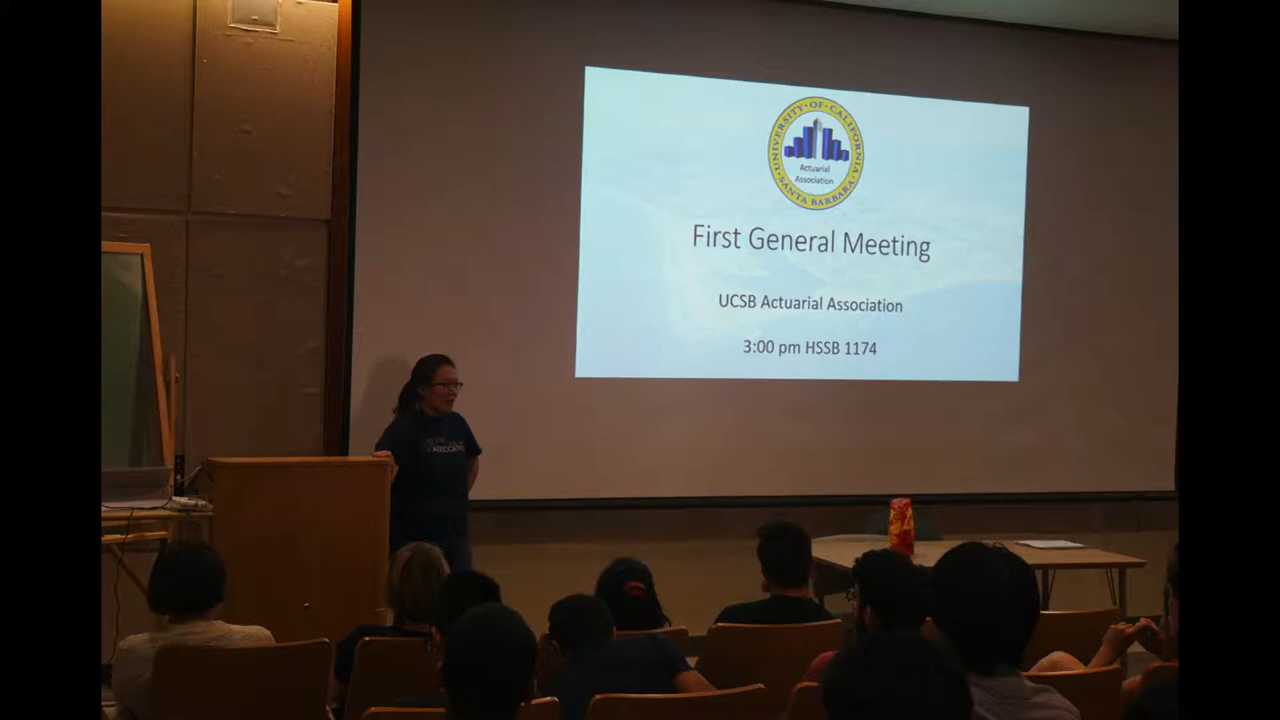 UNIVERSITY OF CALIFORNIA
Actuarial
Association
SANTA BARBARA
First General Meeting
UCSB Actuarial Association
3:00 pm HSSB 1174